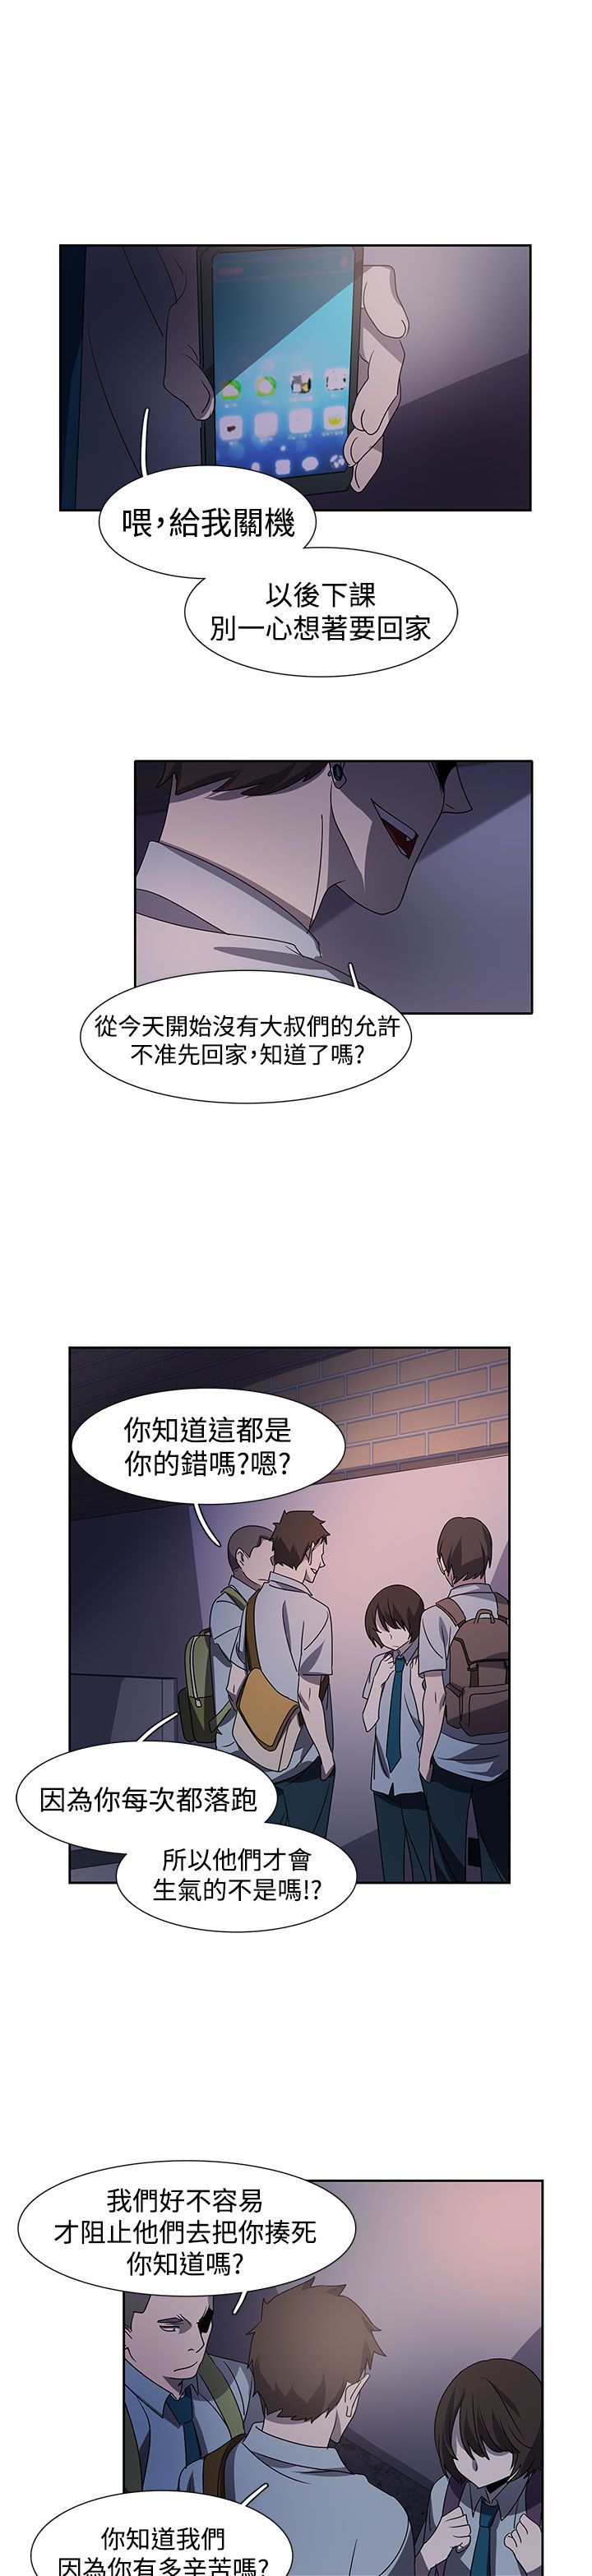 喂，給我關機
以後下課
別一心想著要回家
從今天開始沒有大叔們的允許
不准先回家，知道了嗎？
你知道這都是
你的錯嗎？嗯？
因為你每次都落跑
所以他們才會
生氣的不是嗎！？
我們好不容易
才阻止他們去把你揍死
你知道嗎？
你知道我們
因為你有多辛苦嗎？